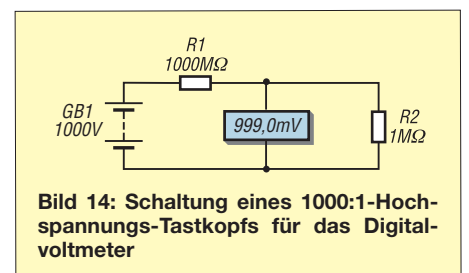 R1
1000MΩ
GB1
1000V
999,0mV
R2
1MΩ
Bild 14: Schaltung eines 1000:1-Hoch-
spannungs-Tastkopfs für das Digital-
voltmeter